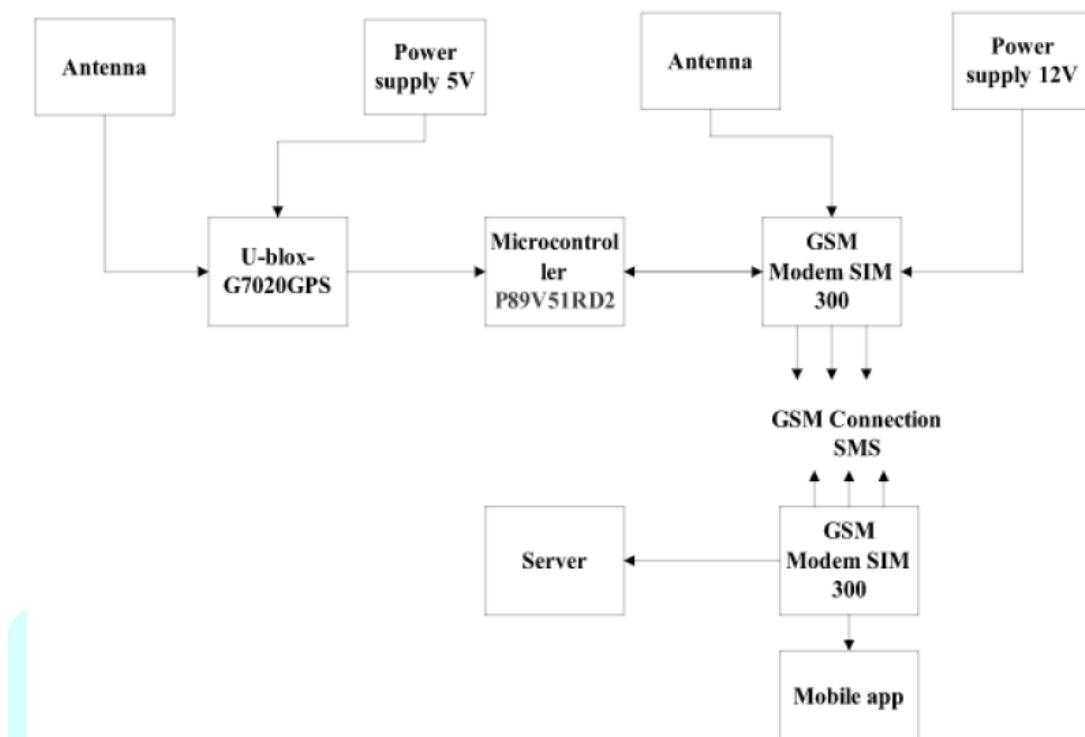 Antenna
Power
supply 5V
Antenna
Power
supply 12V
U-blox-
G7020GPS
Microcontrol
ler
P89V51RD2
GSM
Modem SIM
300
GSM Connection
SMS
Server
GSM
Modem SIM
300
Mobile app